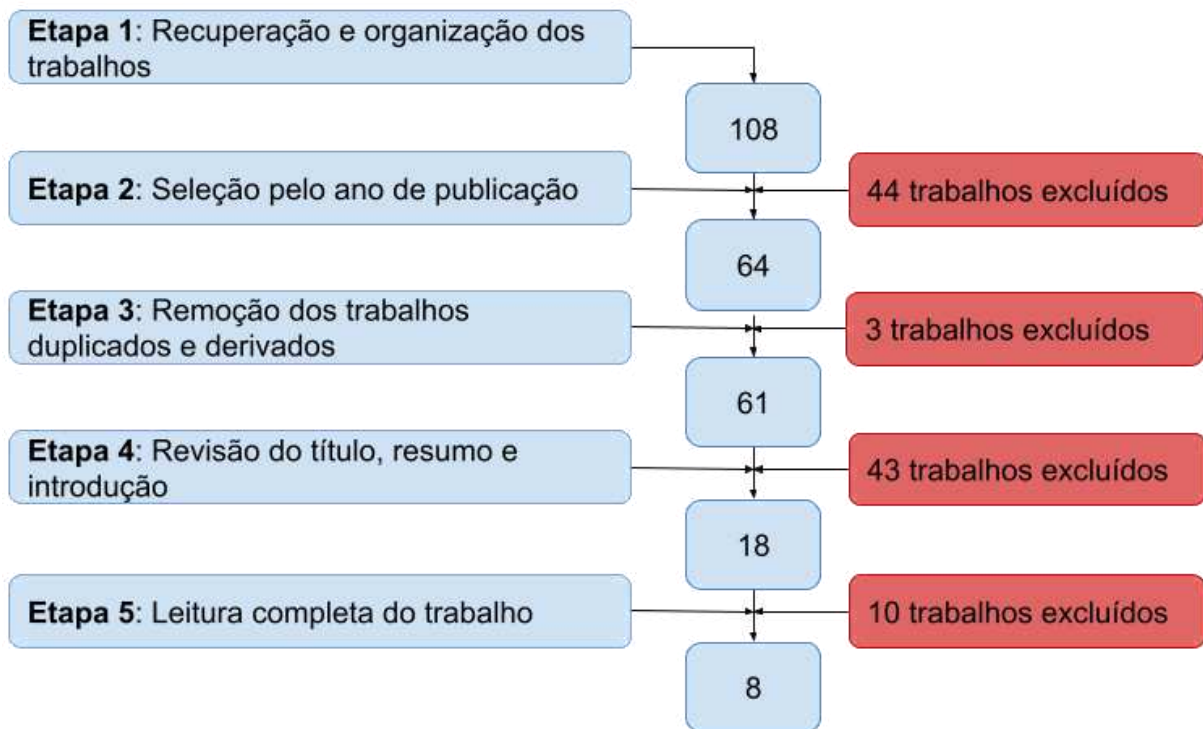 Etapa 1: Recuperação e organização dos
trabalhos
108
Etapa 2: Seleção pelo ano de publicação
44 trabalhos excluídos
64
Etapa 3: Remoção dos trabalhos
duplicados e derivados
3 trabalhos excluídos
61
Etapa 4: Revisão do título, resumo e
introdução
43 trabalhos excluídos
18
Etapa 5: Leitura completa do trabalho
10 trabalhos excluídos
8